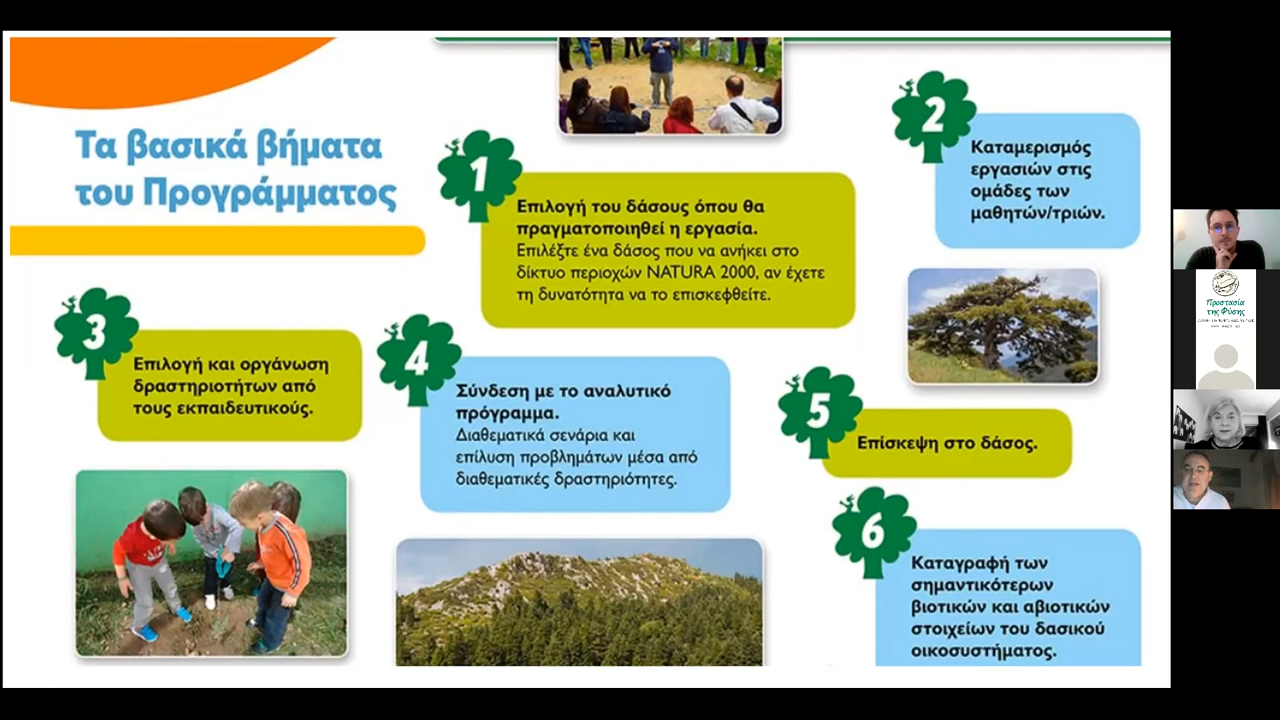 Τα βασικά βήματα
του Προγράμματος
1
Επιλογή του δάσους όπου θα
πραγματοποιηθεί η εργασία.
Επιλέξτε ένα δάσος που να ανήκει στο
δίκτυο περιοχών NATURA 2000, αν έχετε
τη δυνατότητα να το επισκεφθείτε.
2
Καταμερισμός
εργασιών στις
ομάδες των
μαθητών/τριών.
3
Επιλογή και οργάνωση
δραστηριοτήτων από
τους εκπαιδευτικούς.
4
Σύνδεση με το αναλυτικό
πρόγραμμα.
Διαθεματικά σενάρια και
επίλυση προβλημάτων μέσα από
διαθεματικές δραστηριότητες.
5
Επίσκεψη στο δάσος.
6
Καταγραφή των
σημαντικότερων
βιοτικών και αβιοτικών
στοιχείων του δασικού
οικοσυστήματος.
Προστασία
της Φύσης